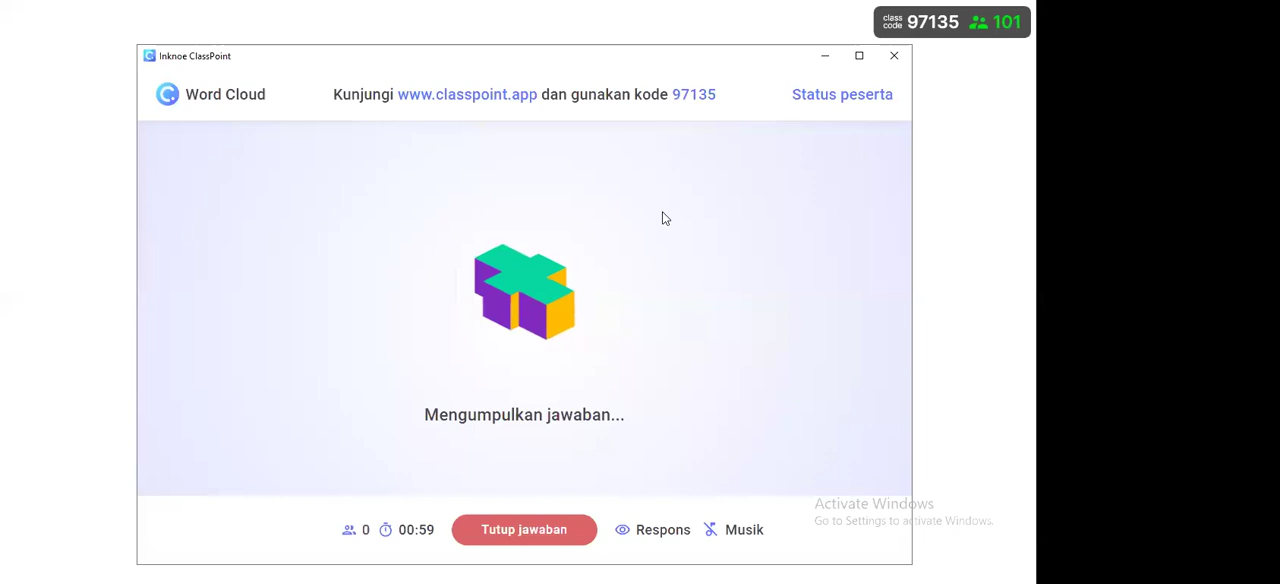 class code 97135 101
Inknoe ClassPoint
Word Cloud
Kunjungi www.classpoint.app dan gunakan kode 97135
Status peserta
Mengumpulkan jawaban...
Activate Windows
Go to Settings to activate Windows.
0 00:59 Tutup jawaban Respons Musik